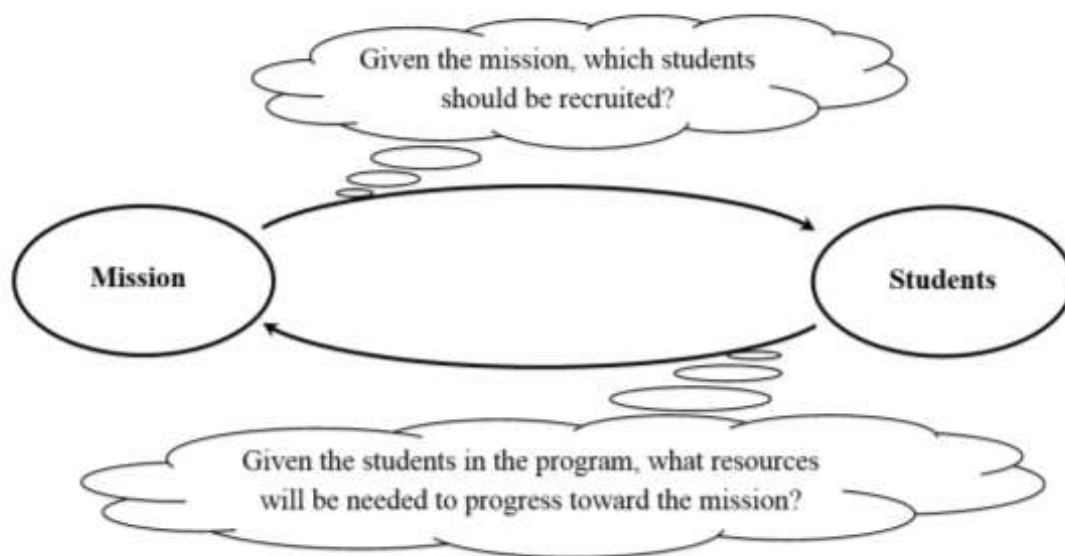 Given the mission, which students
should be recruited?
Mission
Students
Given the students in the program, what resources
will be needed to progress toward the mission?